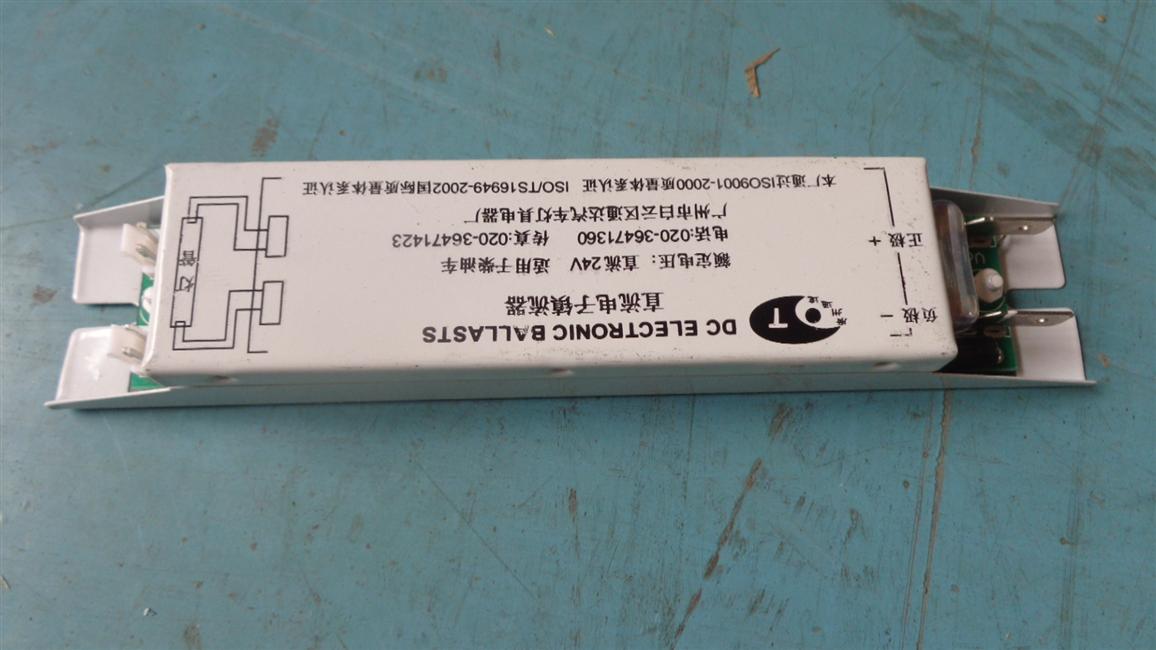 廣州通达
T
DC ELECTRONIC BALLASTS
直流电子镇流器
额定电压：直流24V 适用于柴油车
电话:020-36471360 传真:020-36471423
广州市白云区通达汽车灯具电器厂
本厂通过ISO9001-2000质量体系认证 ISO/TS16949-2002国际质量体系认证
负极 −
正极 +
灯管